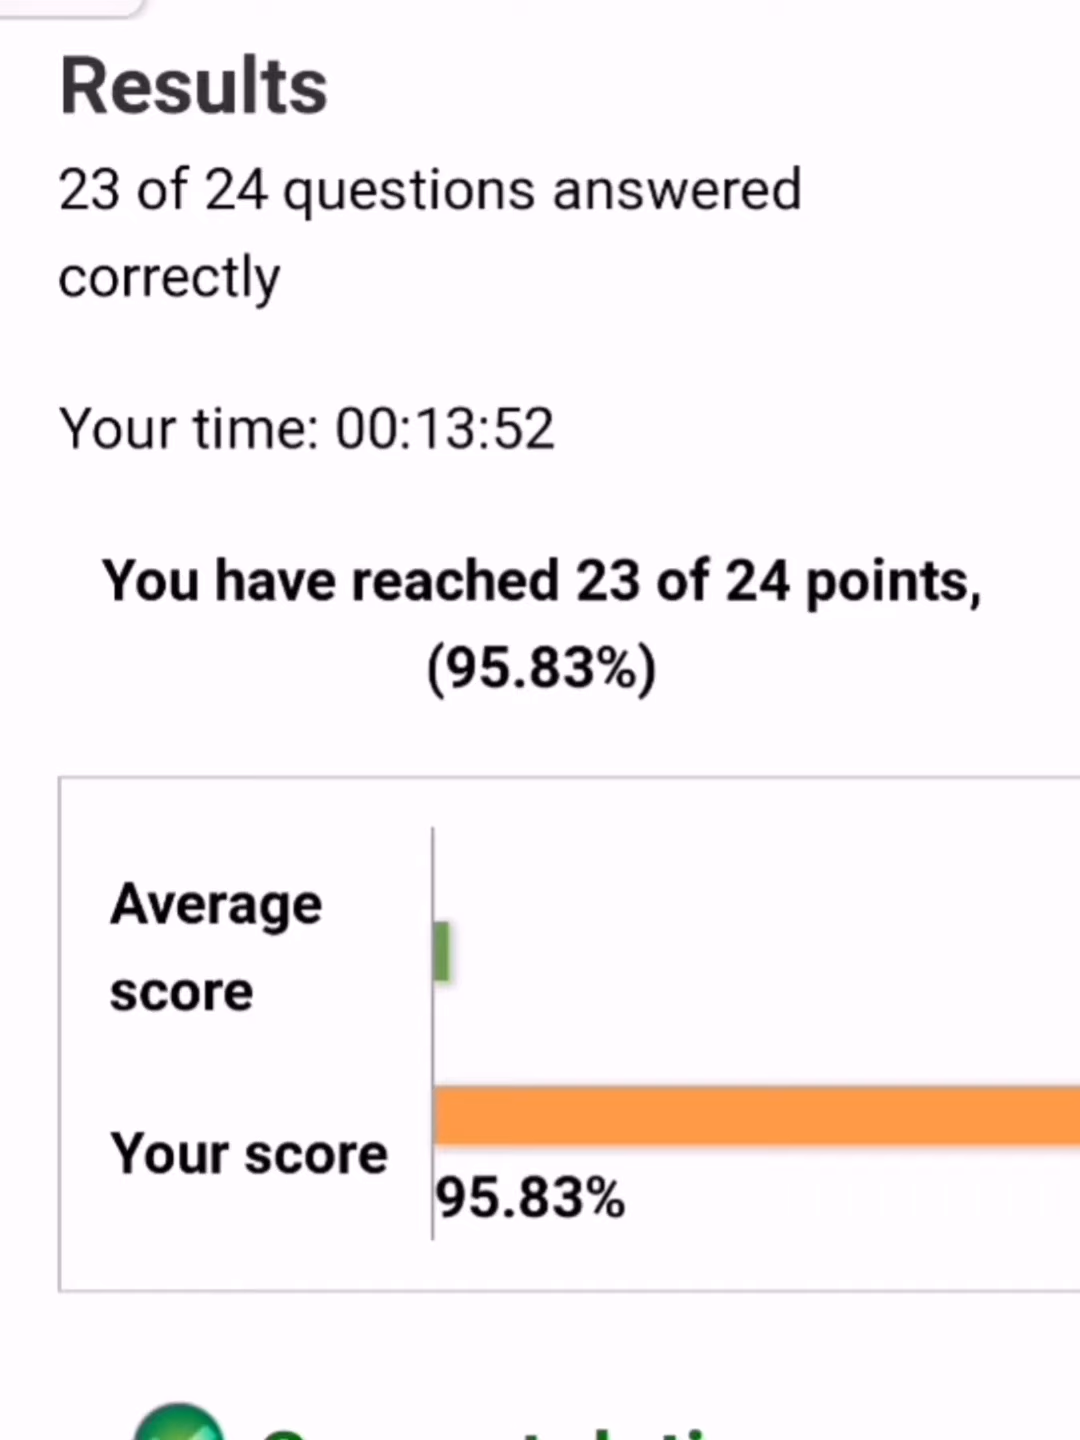 Results
23 of 24 questions answered
correctly
Your time: 00:13:52
You have reached 23 of 24 points,
(95.83%)
Average
score
Your score
95.83%